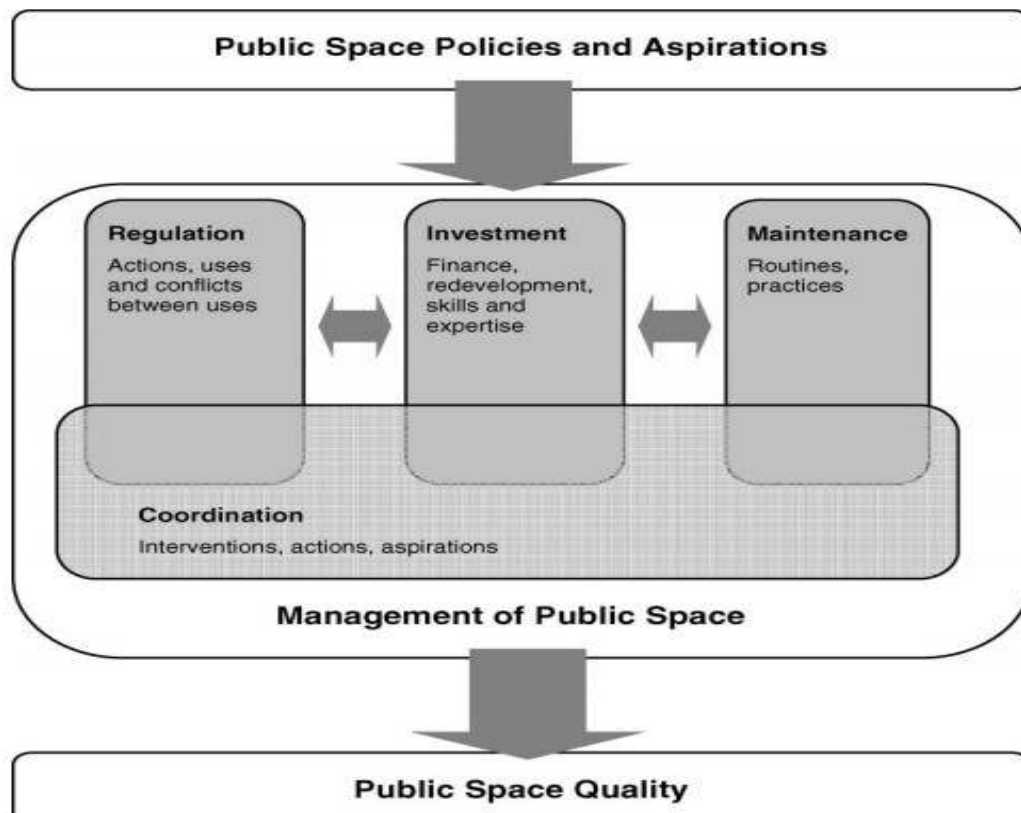 Public Space Policies and Aspirations
Regulation
Actions, uses
and conflicts
between uses
Investment
Finance,
redevelopment,
skills and
expertise
Maintenance
Routines,
practices
Coordination
Interventions, actions, aspirations
Management of Public Space
Public Space Quality